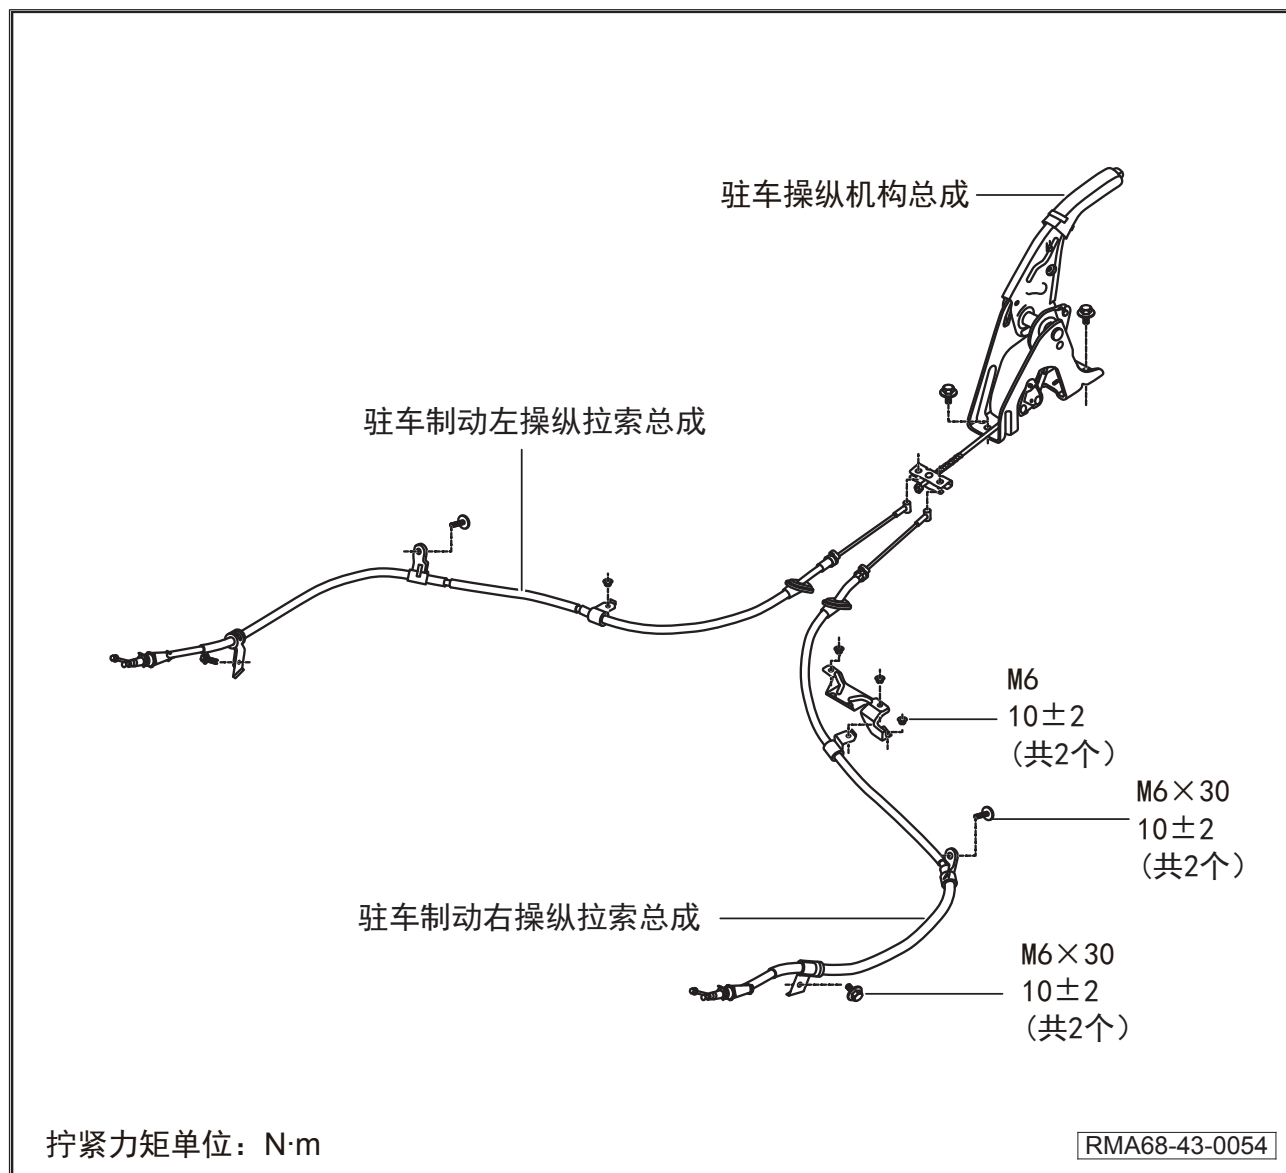 驻车操纵机构总成
驻车制动左操纵拉索总成
M6
10±2
（共2个）
M6×30
10±2
（共2个）
驻车制动右操纵拉索总成
M6×30
10±2
（共2个）
拧紧力矩单位：N·m
RMA68-43-0054